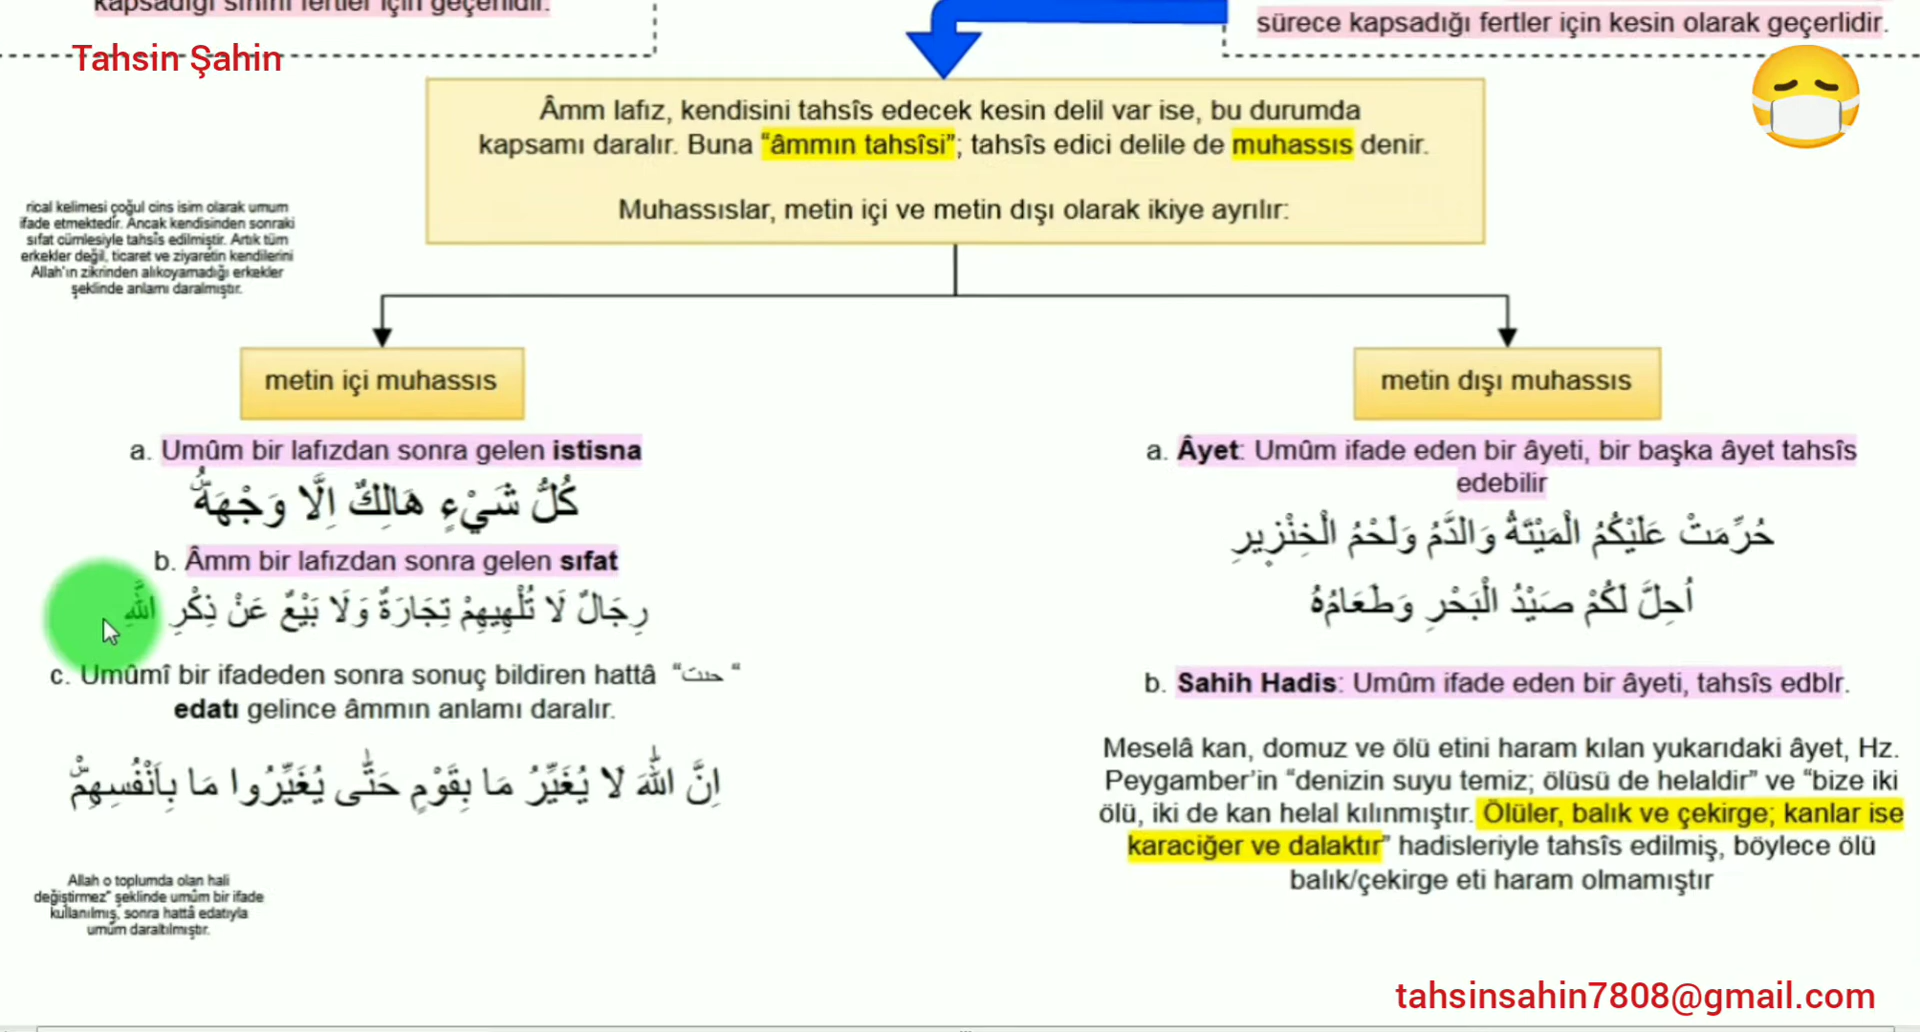 kapsadığı sınıf fertler için geçerlidir.
sürece kapsadığı fertler için kesin olarak geçerlidir.
Tahsin Şahin
Âmm lafız, kendisini tahsîs edecek kesin delil var ise, bu durumda
kapsamı daralır. Buna “âmmın tahsîsi”; tahsîs edici delile de muhassıs denir.
Muhassıslar, metin içi ve metin dışı olarak ikiye ayrılır:
rical kelimesi çoğul cins isim olarak umum
ifade etmektedir. Ancak kendisinden sonraki
sıfat cümlesiyle tahsîs edilmiştir. Artık tüm
erkekler değil, ticaret ve ziyaretin kendilerini
Allah'ın zikrinden alıkoyamadığı erkekler
şeklinde anlamı daralmıştır.
metin içi muhassıs
a. Umûm bir lafızdan sonra gelen istisna
كُلُّ شَيْءٍ هَالِكٌ اِلَّا وَجْهَهُۜ
b. Âmm bir lafızdan sonra gelen sıfat
رِجَالٌ لَا تُلْهِيهِمْ تِجَارَةٌ وَلَا بَيْعٌ عَنْ ذِكْرِ اللّٰهِ
c. Umûmî bir ifadeden sonra sonuç bildiren hattâ
edatı gelince âmmın anlamı daralır.
اِنَّ اللّٰهَ لَا يُغَيِّرُ مَا بِقَوْمٍ حَتّٰى يُغَيِّرُوا مَا بِاَنْفُسِهِمْۜ
Allah o toplumda olan hali
değiştirmez” şeklinde umûm bir ifade
kullanılmış, sonra hattâ edatıyla
umûm daraltılmıştır.
metin dışı muhassıs
a. Âyet: Umûm ifade eden bir âyeti, bir başka âyet tahsîs
edebilir
حُرِّمَتْ عَلَيْكُمُ الْمَيْتَةُ وَالدَّمُ وَلَحْمُ الْخِنْزِيرِ
اُحِلَّ لَكُمْ صَيْدُ الْبَحْرِ وَطَعَامُهُ
b. Sahih Hadis: Umûm ifade eden bir âyeti, tahsîs edblr.
Meselâ kan, domuz ve ölü etini haram kılan yukarıdaki âyet, Hz.
Peygamber’in “denizin suyu temiz; ölüsü de helaldir” ve “bize iki
ölü, iki de kan helal kılınmıştır. Ölüler, balık ve çekirge; kanlar ise
karaciğer ve dalaktır” hadisleriyle tahsîs edilmiş, böylece ölü
balık/çekirge eti haram olmamıştır
tahsinsahin7808@gmail.com